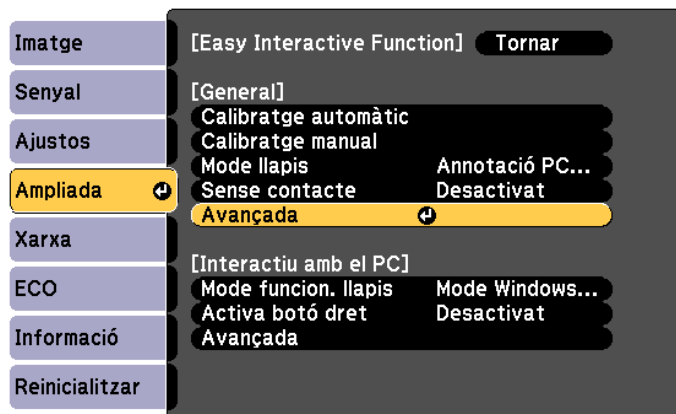 Imatge
Senyal
Ajustos
Ampliada
Xarxa
ECO
Informació
Reinicialitzar
[Easy Interactive Function] Tornar
[General]
Calibratge automàtic
Calibratge manual
Mode llapis Annotació PC...
Sense contacte Desactivat
Avançada
[Interactiu amb el PC]
Mode funcion. llapis Mode Windows...
Activa botó dret Desactivat
Avançada